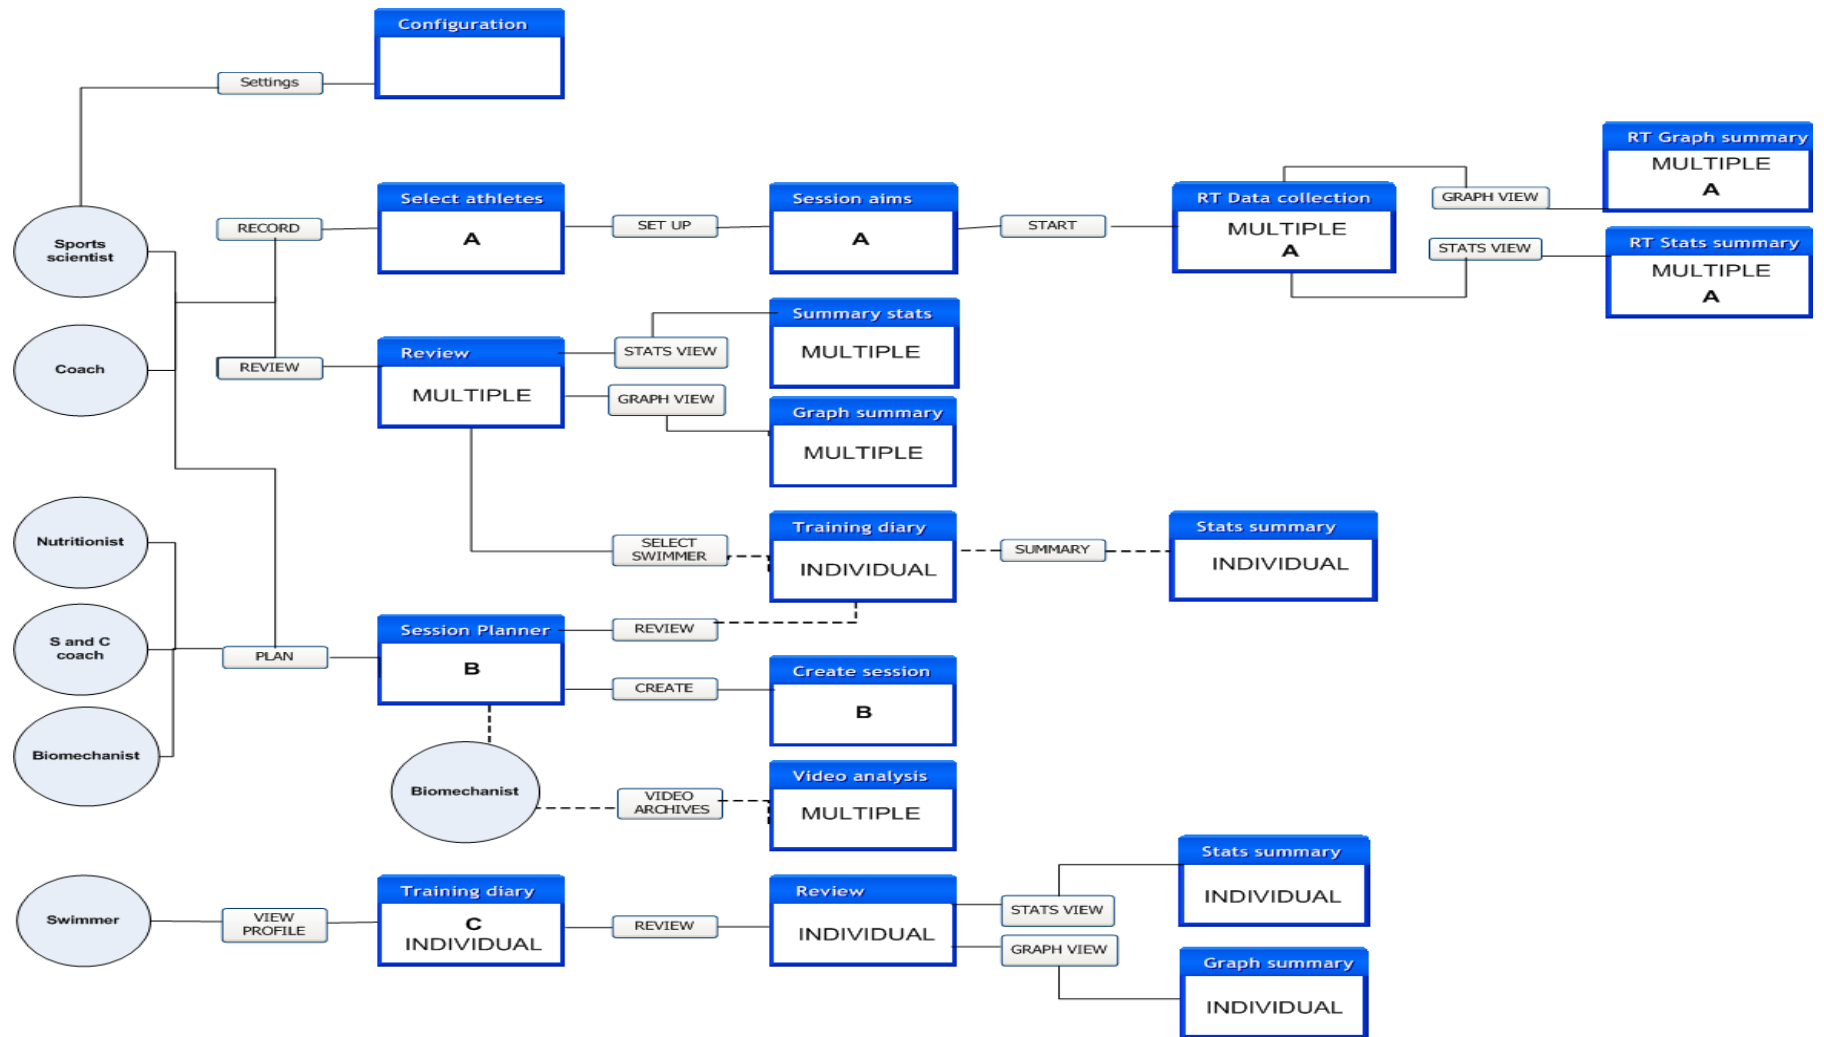 Configuration
Settings
RT Graph summary
MULTIPLE
A
GRAPH VIEW
Select athletes
A
RECORD
SET UP
Session aims
A
START
RT Data collection
MULTIPLE
A
STATS VIEW
RT Stats summary
MULTIPLE
A
Sports
scientist
Coach
REVIEW
Review
MULTIPLE
STATS VIEW
Summary stats
MULTIPLE
GRAPH VIEW
Graph summary
MULTIPLE
Nutritionist
SELECT
SWIMMER
Training diary
INDIVIDUAL
SUMMARY
Stats summary
INDIVIDUAL
S and C
coach
PLAN
Session Planner
B
REVIEW
CREATE
Create session
B
Biomechanist
Biomechanist
VIDEO
ARCHIVES
Video analysis
MULTIPLE
Swimmer
VIEW
PROFILE
Training diary
C
INDIVIDUAL
REVIEW
Review
INDIVIDUAL
STATS VIEW
Stats summary
INDIVIDUAL
GRAPH VIEW
Graph summary
INDIVIDUAL